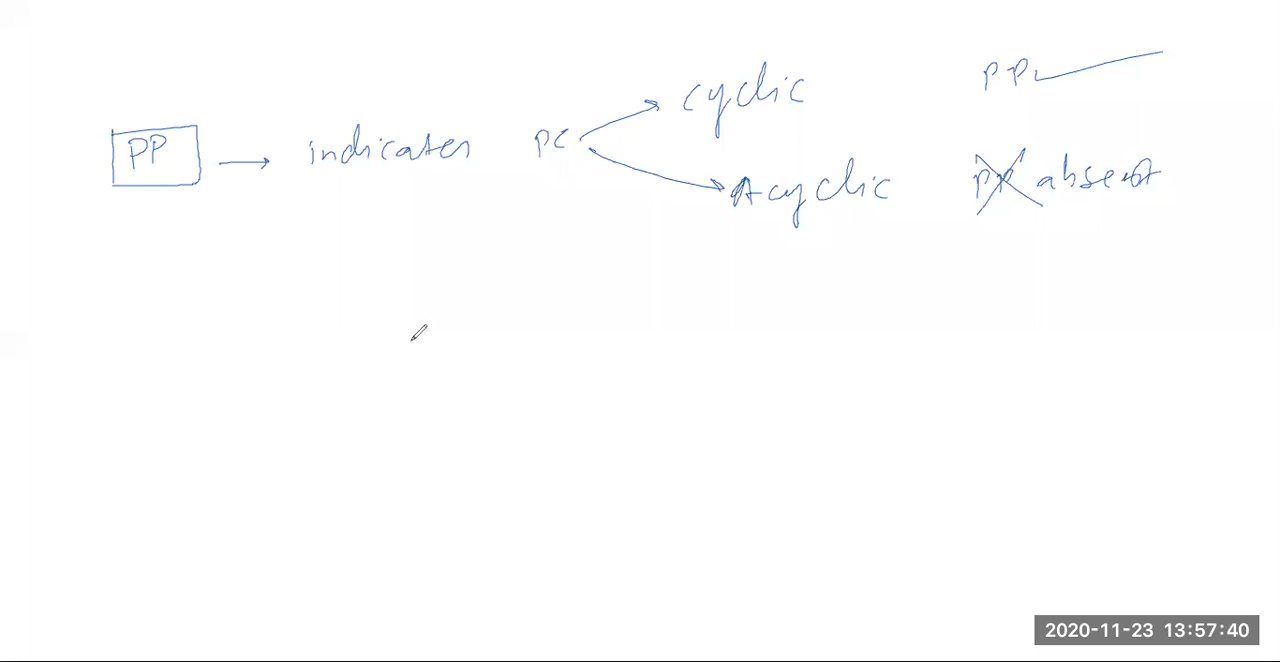 cyclic PP✓
PP → indicates PC
Acyclic PP absent
2020-11-23 13:57:40